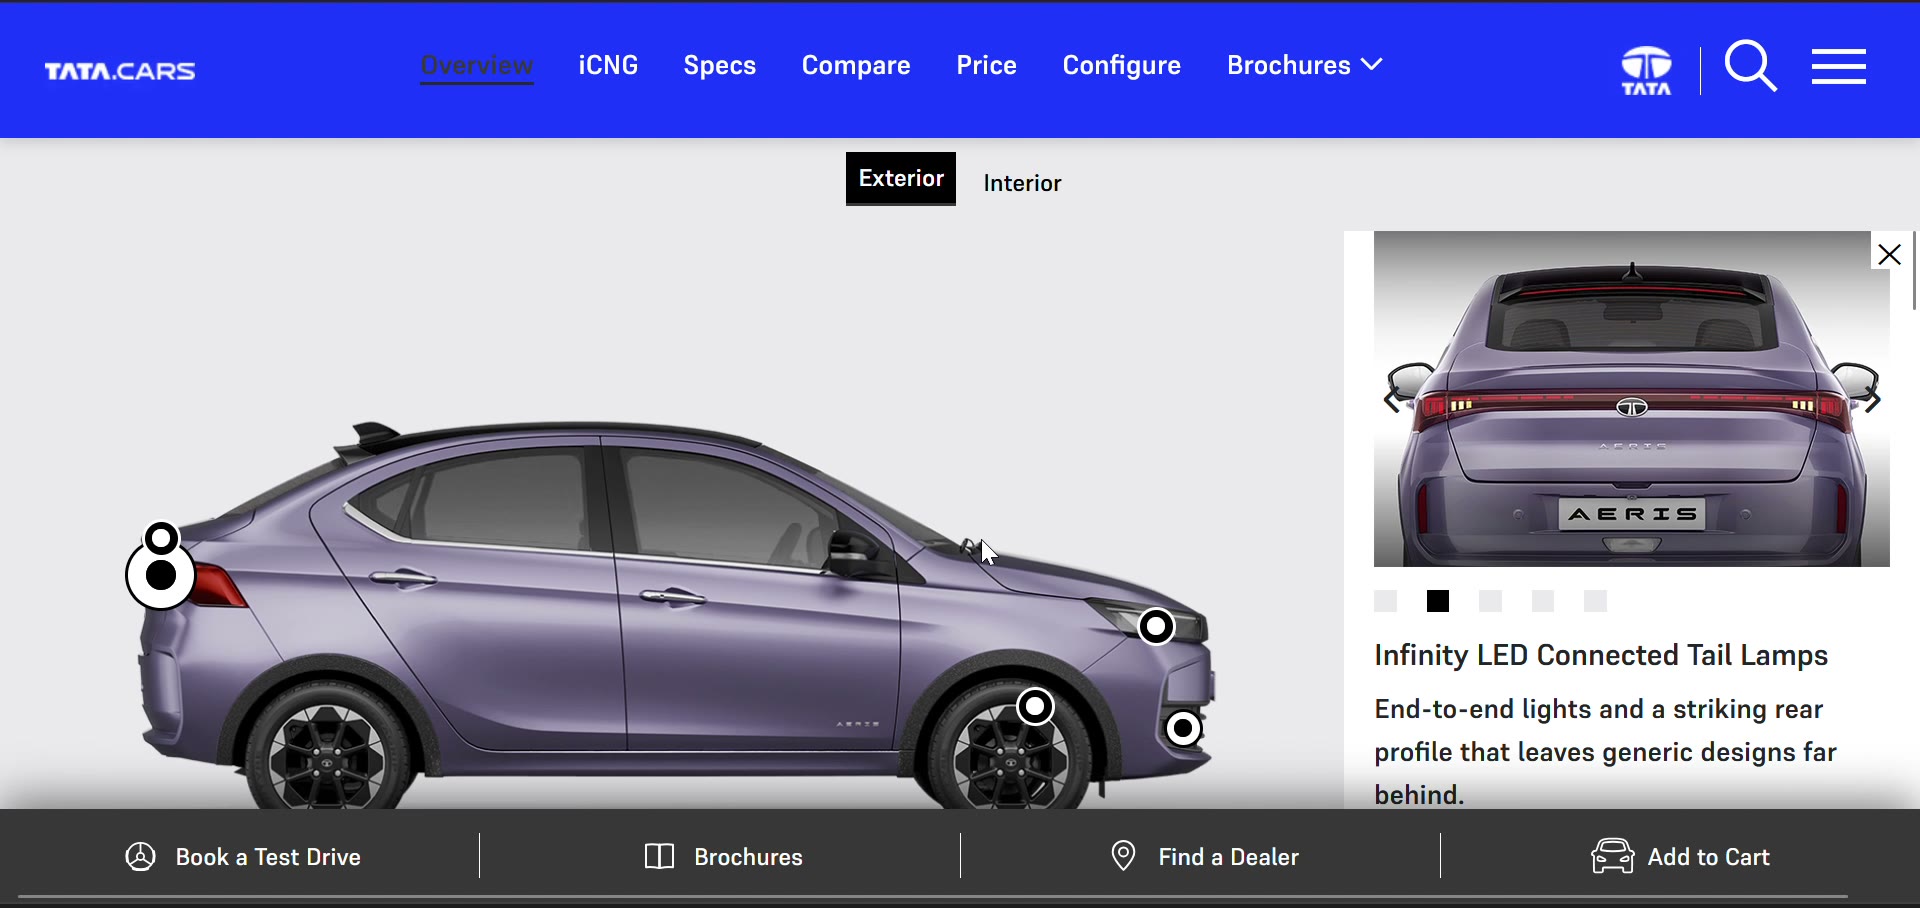 TATA.CARS
Overview
iCNG
Specs
Compare
Price
Configure
Brochures
TATA
Exterior
Interior
AERIS
AERIS
Infinity LED Connected Tail Lamps
End-to-end lights and a striking rear
profile that leaves generic designs far
behind.
AERIS
Book a Test Drive
Brochures
Find a Dealer
Add to Cart